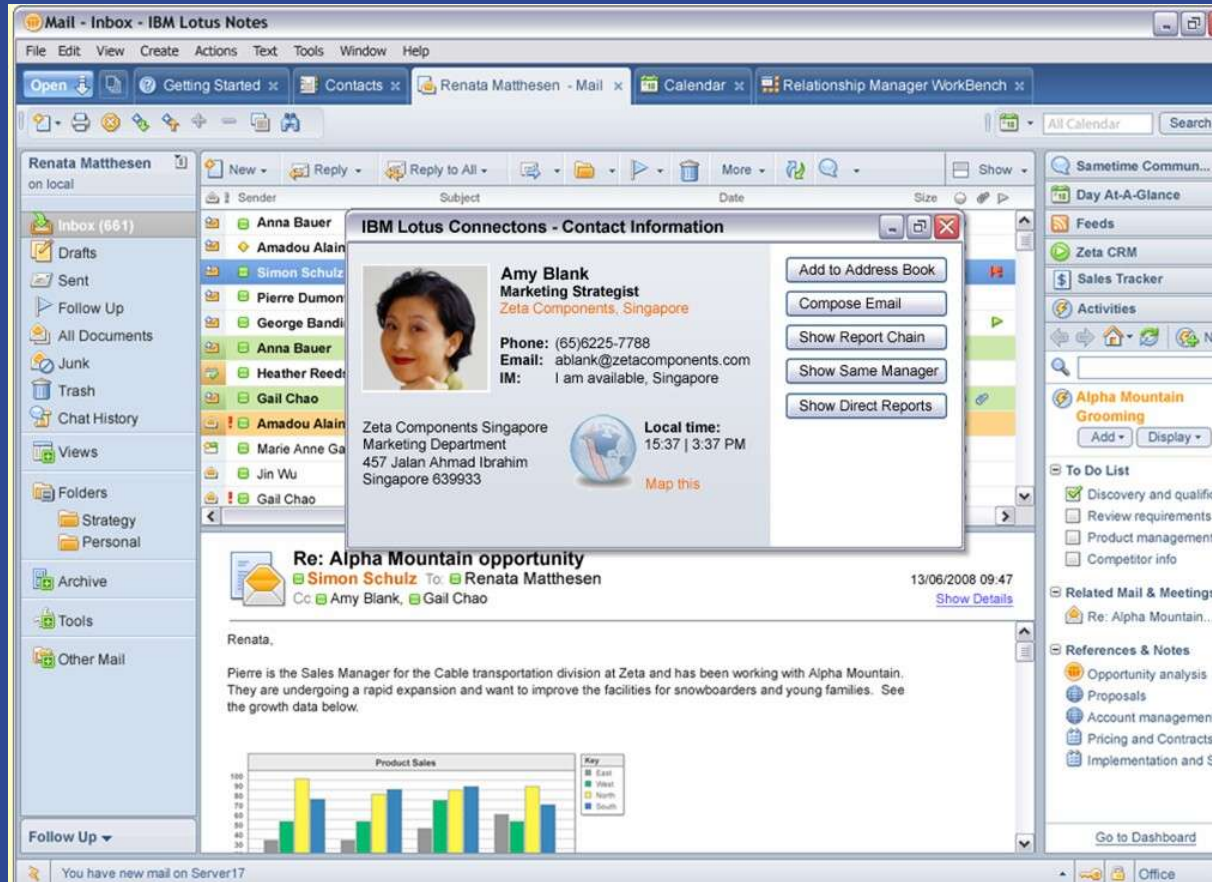 Mail - Inbox - IBM Lotus Notes
File Edit View Create Actions Text Tools Window Help
Open Getting Started Contacts Renata Matthesen - Mail Calendar Relationship Manager WorkBench
All Calendar Search
Renata Matthesen
on local
Inbox (661)
Drafts
Sent
Follow Up
All Documents
Junk
Trash
Chat History
Views
Folders
Strategy
Personal
Archive
Tools
Other Mail
Follow Up
New Reply Reply to All More Show
Sender Subject Date Size
Anna Bauer
Amadou Alain
Simon Schulz
Pierre Dumon
George Bandi
Anna Bauer
Heather Reeds
Gail Chao
Amadou Alain
Marie Anne Ga
Jin Wu
Gail Chao
IBM Lotus Connectons - Contact Information
Amy Blank
Marketing Strategist
Zeta Components, Singapore
Phone: (65)6225-7788
Email: ablank@zetacomponents.com
IM: I am available, Singapore
Zeta Components Singapore
Marketing Department
457 Jalan Ahmad Ibrahim
Singapore 639933
Local time:
15:37 | 3:37 PM
Map this
Add to Address Book
Compose Email
Show Report Chain
Show Same Manager
Show Direct Reports
Re: Alpha Mountain opportunity
Simon Schulz To: Renata Matthesen
Cc: Amy Blank, Gail Chao
13/06/2008 09:47
Show Details
Renata,
Pierre is the Sales Manager for the Cable transportation division at Zeta and has been working with Alpha Mountain.
They are undergoing a rapid expansion and want to improve the facilities for snowboarders and young families. See
the growth data below.
Product Sales
100
90
80
70
60
50
40
30
Key
East
West
North
South
Sametime Commun...
Day At-A-Glance
Feeds
Zeta CRM
Sales Tracker
Activities
N
Alpha Mountain
Grooming
Add Display
To Do List
Discovery and qualific
Review requirements
Product management
Competitor info
Related Mail & Meetings
Re: Alpha Mountain...
References & Notes
Opportunity analysis
Proposals
Account managemen
Pricing and Contracts
Implementation and S
Go to Dashboard
You have new mail on Server17
Office